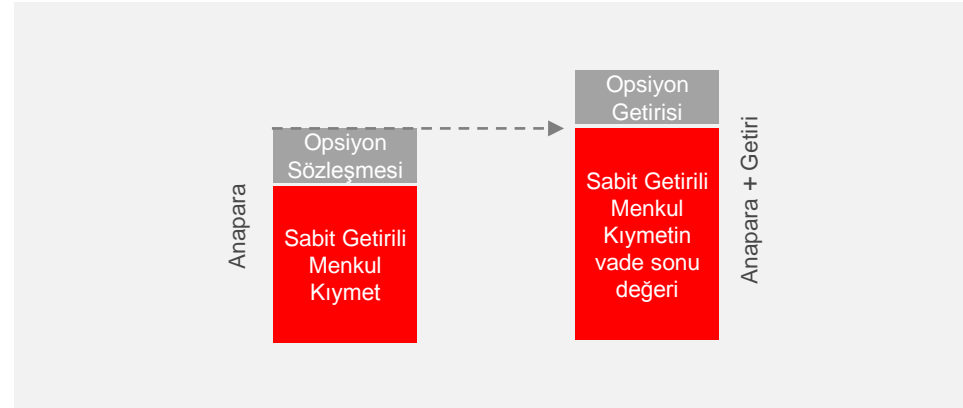 Anapara
Opsiyon
Sözleşmesi
Sabit Getirili
Menkul
Kıymet
Opsiyon
Getirisi
Sabit Getirili
Menkul
Kıymetin
vade sonu
değeri
Anapara + Getiri